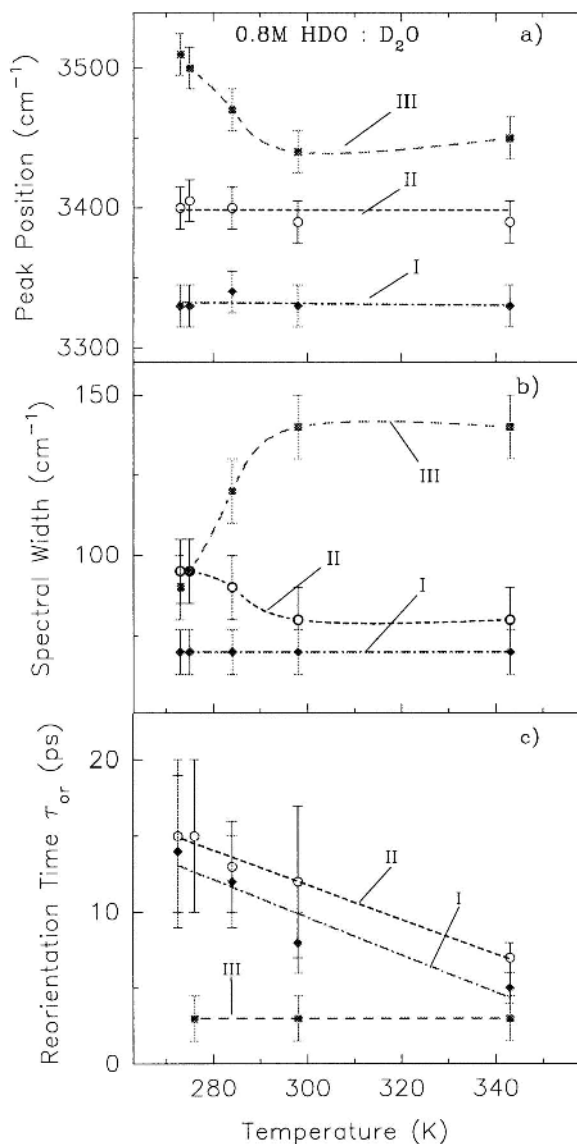 0.8M HDO : D₂O a)
3500
3400
3300
Peak Position (cm⁻¹)
III
II
I
b)
150
100
Spectral Width (cm⁻¹)
III
II
I
c)
20
10
0
Reorientation Time τ_or (ps)
II
I
III
280 300 320 340
Temperature (K)